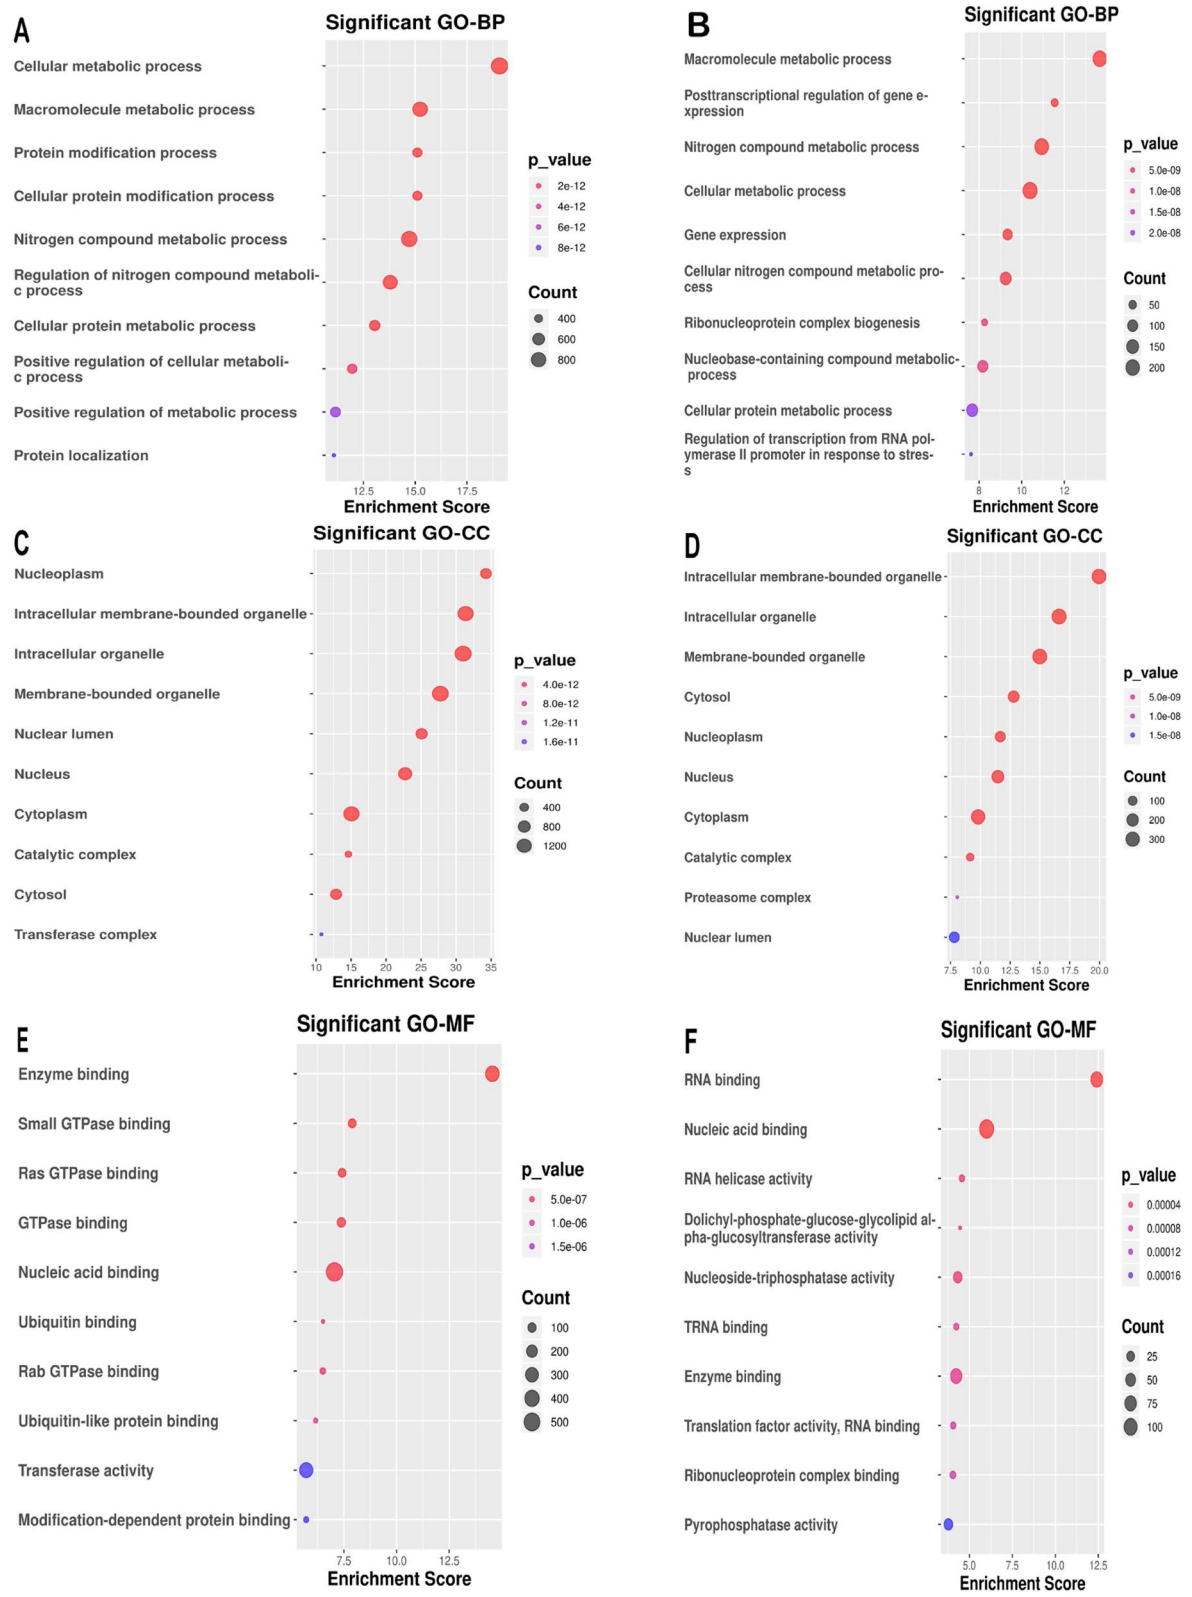 A
Significant GO-BP
Cellular metabolic process
Macromolecule metabolic process
Protein modification process
Cellular protein modification process
Nitrogen compound metabolic process
Regulation of nitrogen compound metaboli-
c process
Cellular protein metabolic process
Positive regulation of cellular metaboli-
c process
Positive regulation of metabolic process
Protein localization
12.5 15.0 17.5
Enrichment Score
p_value
2e-12
4e-12
6e-12
8e-12
Count
400
600
800
B
Significant GO-BP
Macromolecule metabolic process
Posttranscriptional regulation of gene e-
xpression
Nitrogen compound metabolic process
Cellular metabolic process
Gene expression
Cellular nitrogen compound metabolic pro-
cess
Ribonucleoprotein complex biogenesis
Nucleobase-containing compound metabolic-
process
Cellular protein metabolic process
Regulation of transcription from RNA pol-
ymerase II promoter in response to stres-
s
8 10 12
Enrichment Score
p_value
5.0e-09
1.0e-08
1.5e-08
2.0e-08
Count
50
100
150
200
C
Significant GO-CC
Nucleoplasm
Intracellular membrane-bounded organelle
Intracellular organelle
Membrane-bounded organelle
Nuclear lumen
Nucleus
Cytoplasm
Catalytic complex
Cytosol
Transferase complex
10 15 20 25 30 35
Enrichment Score
p_value
4.0e-12
8.0e-12
1.2e-11
1.6e-11
Count
400
800
1200
D
Significant GO-CC
Intracellular membrane-bounded organelle
Intracellular organelle
Membrane-bounded organelle
Cytosol
Nucleoplasm
Nucleus
Cytoplasm
Catalytic complex
Proteasome complex
Nuclear lumen
7.5 10.0 12.5 15.0 17.5 20.0
Enrichment Score
p_value
5.0e-09
1.0e-08
1.5e-08
Count
100
200
300
E
Significant GO-MF
Enzyme binding
Small GTPase binding
Ras GTPase binding
GTPase binding
Nucleic acid binding
Ubiquitin binding
Rab GTPase binding
Ubiquitin-like protein binding
Transferase activity
Modification-dependent protein binding
7.5 10.0 12.5
Enrichment Score
p_value
5.0e-07
1.0e-06
1.5e-06
Count
100
200
300
400
500
F
Significant GO-MF
RNA binding
Nucleic acid binding
RNA helicase activity
Dolichyl-phosphate-glucose-glycolipid al-
pha-glucosyltransferase activity
Nucleoside-triphosphatase activity
TRNA binding
Enzyme binding
Translation factor activity, RNA binding
Ribonucleoprotein complex binding
Pyrophosphatase activity
5.0 7.5 10.0 12.5
Enrichment Score
p_value
0.00004
0.00008
0.00012
0.00016
Count
25
50
75
100